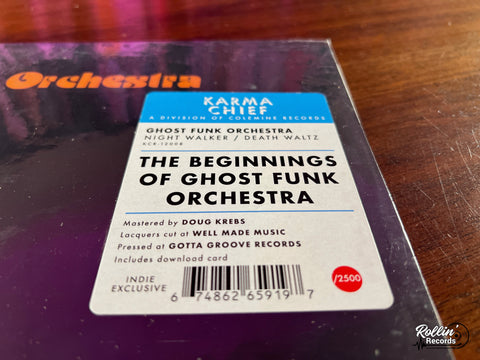 Orchestra
KARMA
CHIEF
A DIVISION OF COLEMINE RECORDS
GHOST FUNK ORCHESTRA
NIGHT WALKER / DEATH WALTZ
KCR-12008
THE BEGINNINGS
OF GHOST FUNK
ORCHESTRA
Mastered by DOUG KREBS
Lacquers cut at WELL MADE MUSIC
Pressed at GOTTA GROOVE RECORDS
Includes download card
INDIE
EXCLUSIVE
6 74862 65919 7
/2500
Rollin'
Records